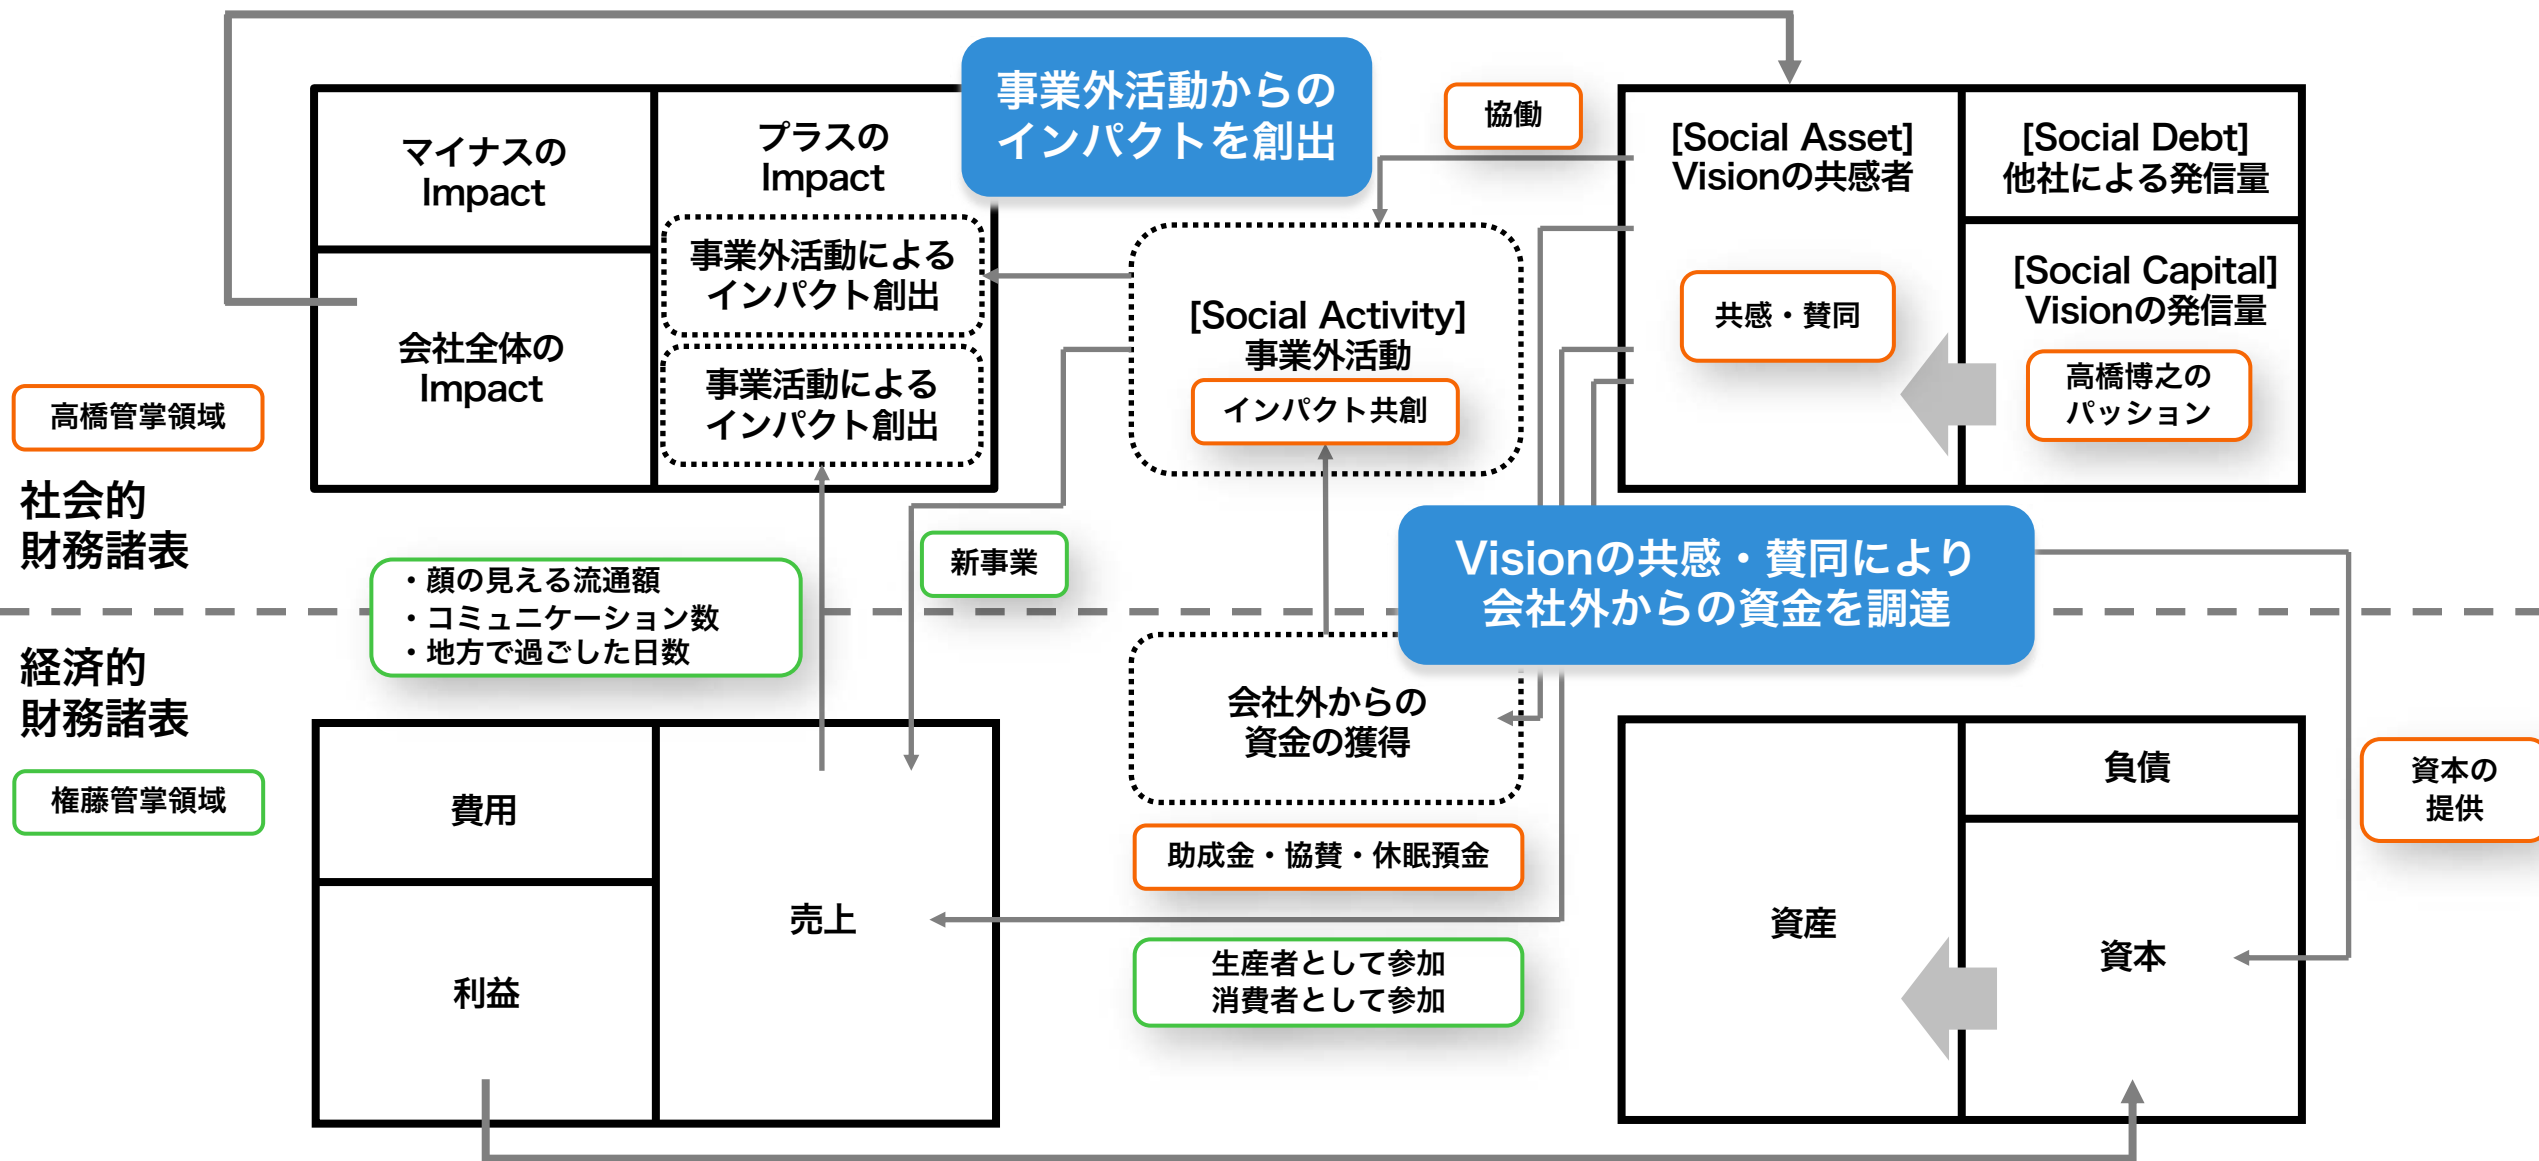 事業外活動からの
インパクトを創出
協働
マイナスの
Impact
プラスの
Impact
[Social Asset]
Visionの共感者
[Social Debt]
他社による発信量
事業外活動による
インパクト創出
[Social Activity]
事業外活動
インパクト共創
共感・賛同
[Social Capital]
Visionの発信量
高橋博之の
パッション
会社全体の
Impact
事業活動による
インパクト創出
高橋管掌領域
社会的
財務諸表
・顔の見える流通額
・コミュニケーション数
・地方で過ごした日数
新事業
Visionの共感・賛同により
会社外からの資金を調達
経済的
財務諸表
権藤管掌領域
費用
利益
売上
会社外からの
資金の獲得
助成金・協賛・休眠預金
生産者として参加
消費者として参加
資産
負債
資本
資本の
提供